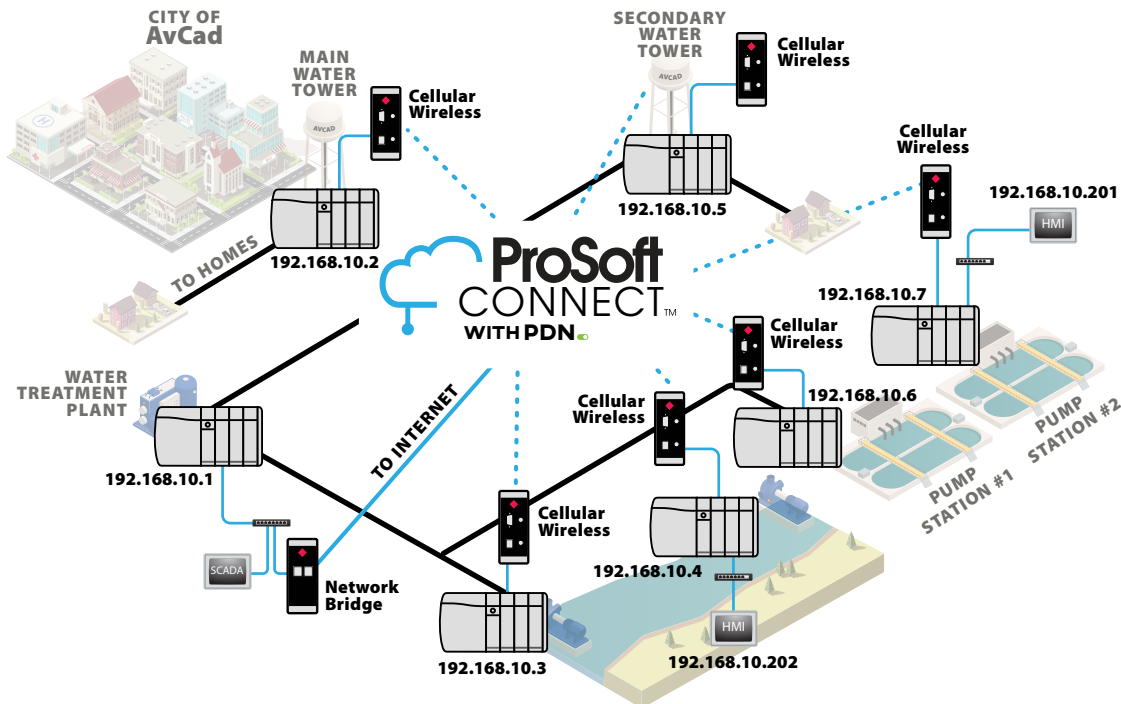 CITY OF
AvCad
MAIN
WATER
TOWER
AVCAD
Cellular
Wireless
192.168.10.2
TO HOMES
SECONDARY
WATER
TOWER
AVCAD
Cellular
Wireless
192.168.10.5
Cellular
Wireless
192.168.10.201
HMI
192.168.10.7
ProSoft
CONNECT™
WITH PDN
Cellular
Wireless
192.168.10.6
PUMP
STATION #2
PUMP
STATION #1
WATER
TREATMENT
PLANT
192.168.10.1
TO INTERNET
SCADA
Network
Bridge
Cellular
Wireless
192.168.10.3
Cellular
Wireless
192.168.10.4
HMI
192.168.10.202
H